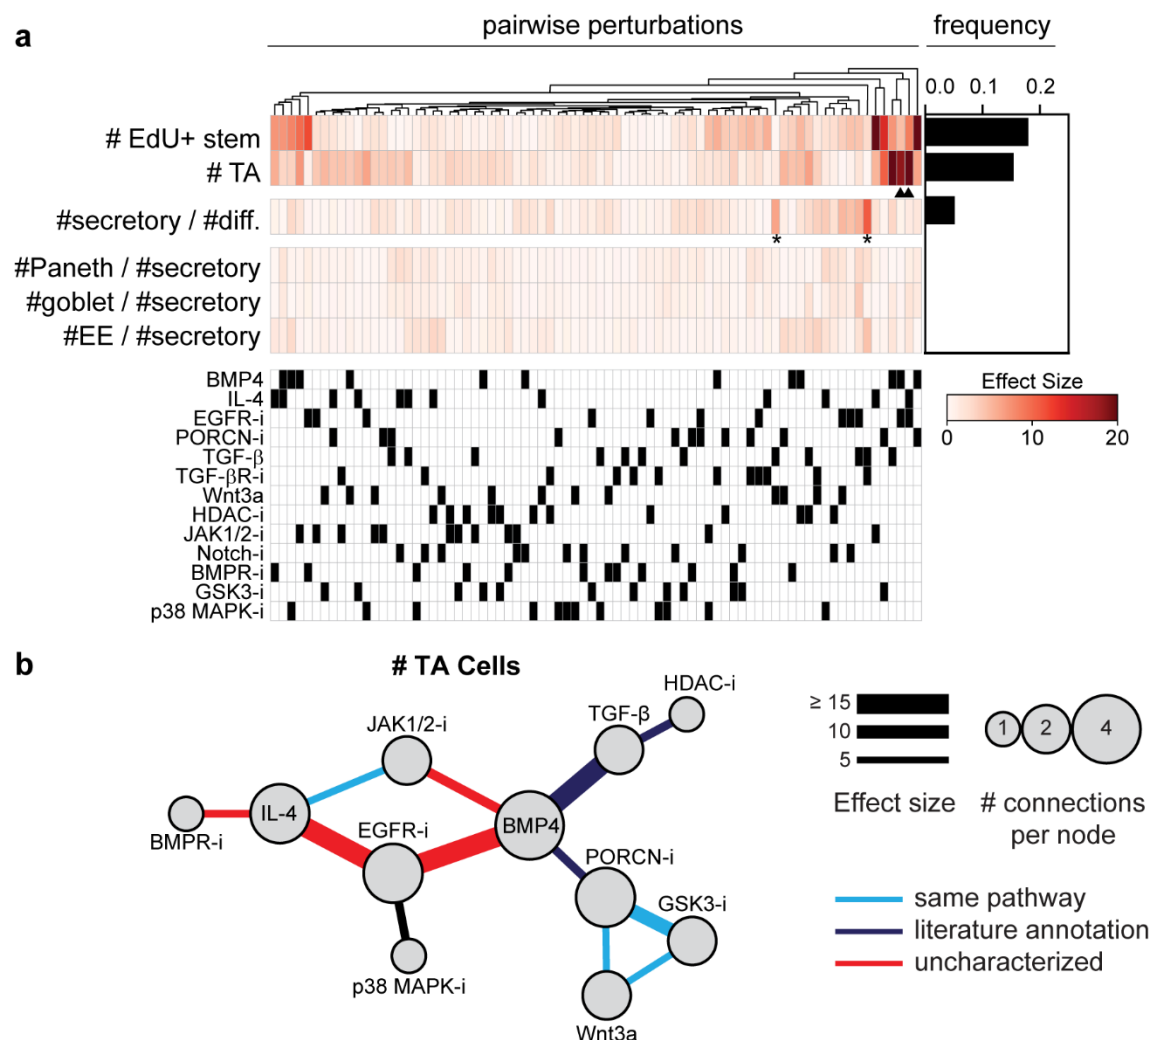 a
pairwise perturbations
frequency
0.0 0.1 0.2
# EdU+ stem
# TA
#secretory / #diff.
* *
#Paneth / #secretory
#goblet / #secretory
#EE / #secretory
BMP4
IL-4
EGFR-i
PORCN-i
TGF-β
TGF-βR-i
Wnt3a
HDAC-i
JAK1/2-i
Notch-i
BMPR-i
GSK3-i
p38 MAPK-i
Effect Size
0 10 20
b
# TA Cells
HDAC-i
TGF-β
JAK1/2-i
IL-4
BMPR-i
EGFR-i
BMP4
PORCN-i
GSK3-i
p38 MAPK-i
Wnt3a
≥ 15
10
5
Effect size
1 2 4
# connections
per node
same pathway
literature annotation
uncharacterized